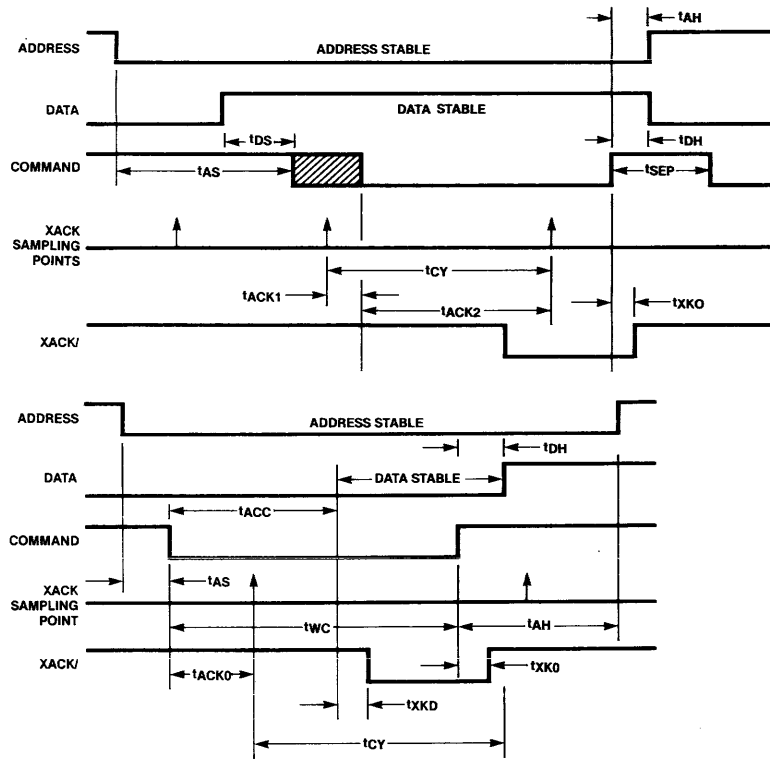 tAH
ADDRESS
ADDRESS STABLE
DATA
DATA STABLE
tDS
tDH
COMMAND
tAS
tSEP
XACK
SAMPLING
POINTS
tCY
tACK1
tACK2
tXKO
XACK/
ADDRESS
ADDRESS STABLE
tDH
DATA
DATA STABLE
tACC
COMMAND
XACK
SAMPLING
POINT
tAS
tWC
tAH
XACK/
tACK0
tXK0
tXKD
tCY